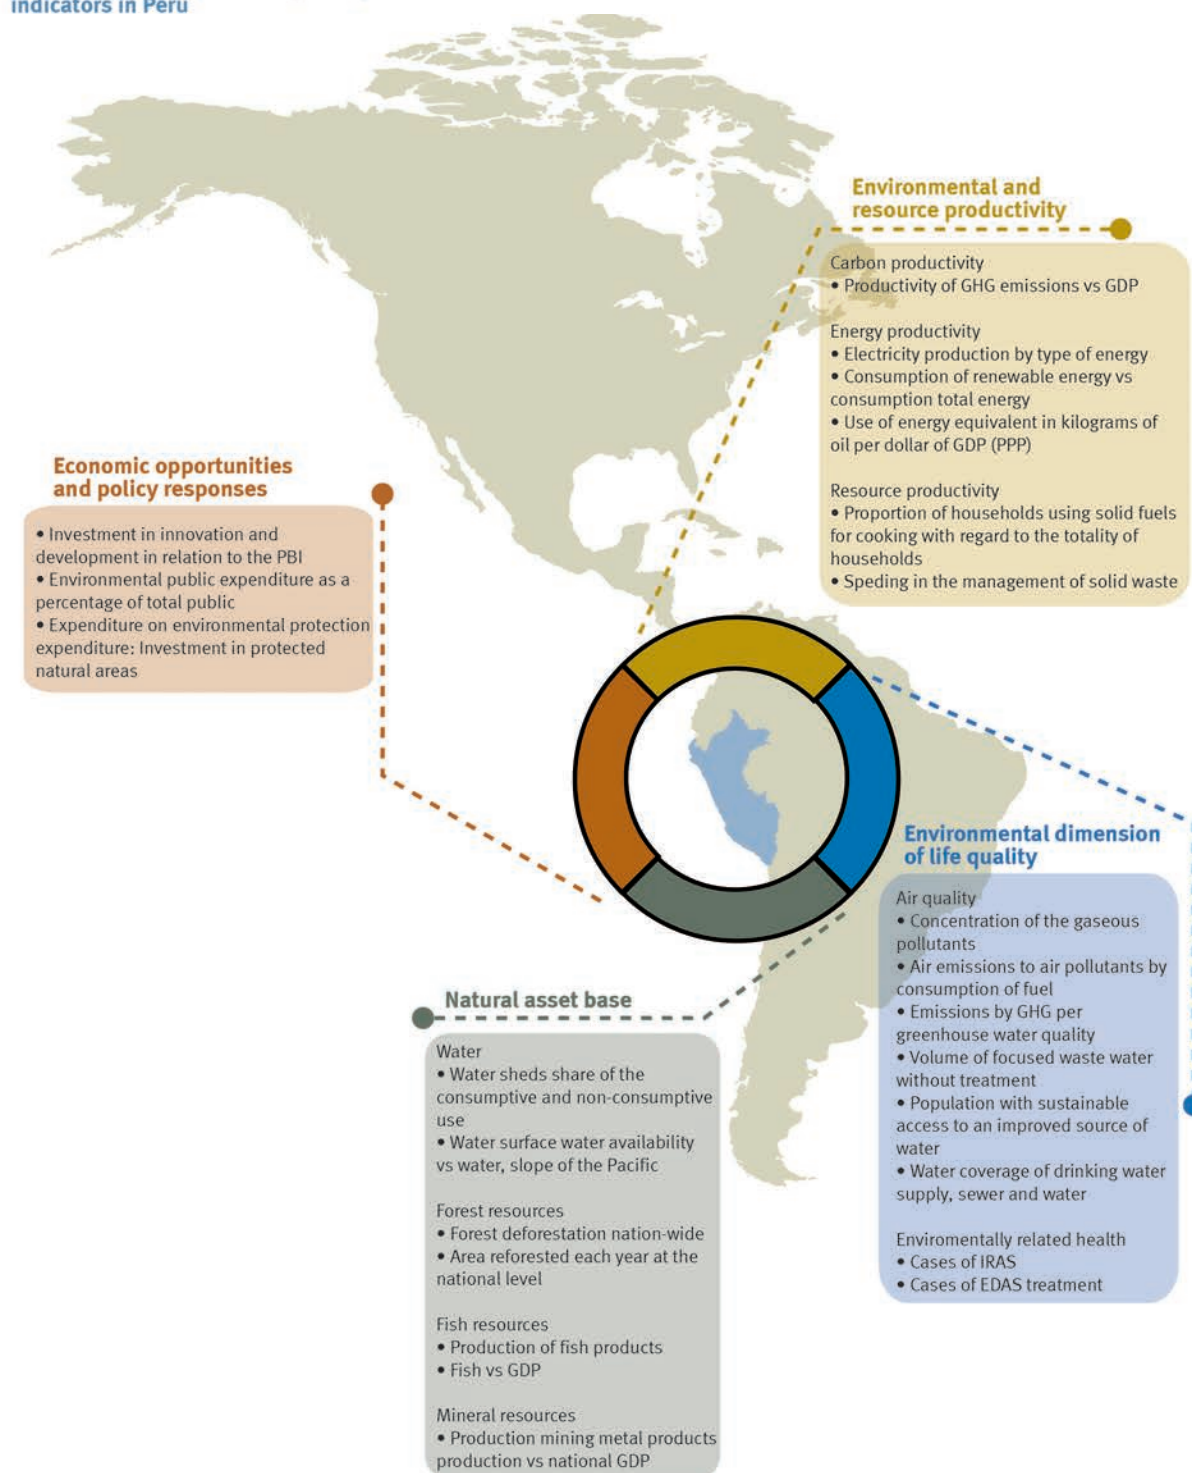 indicators in Peru
Environmental and
resource productivity
Carbon productivity
• Productivity of GHG emissions vs GDP
Energy productivity
• Electricity production by type of energy
• Consumption of renewable energy vs
consumption total energy
• Use of energy equivalent in kilograms of
oil per dollar of GDP (PPP)
Resource productivity
• Proportion of households using solid fuels
for cooking with regard to the totality of
households
• Speding in the management of solid waste
Economic opportunities
and policy responses
• Investment in innovation and
development in relation to the PBI
• Environmental public expenditure as a
percentage of total public
• Expenditure on environmental protection
expenditure: Investment in protected
natural areas
Environmental dimension
of life quality
Air quality
• Concentration of the gaseous
pollutants
• Air emissions to air pollutants by
consumption of fuel
• Emissions by GHG per
greenhouse water quality
• Volume of focused waste water
without treatment
• Population with sustainable
access to an improved source of
water
• Water coverage of drinking water
supply, sewer and water
Enviromentally related health
• Cases of IRAS
• Cases of EDAS treatment
Natural asset base
Water
• Water sheds share of the
consumptive and non-consumptive
use
• Water surface water availability
vs water, slope of the Pacific
Forest resources
• Forest deforestation nation-wide
• Area reforested each year at the
national level
Fish resources
• Production of fish products
• Fish vs GDP
Mineral resources
• Production mining metal products
production vs national GDP